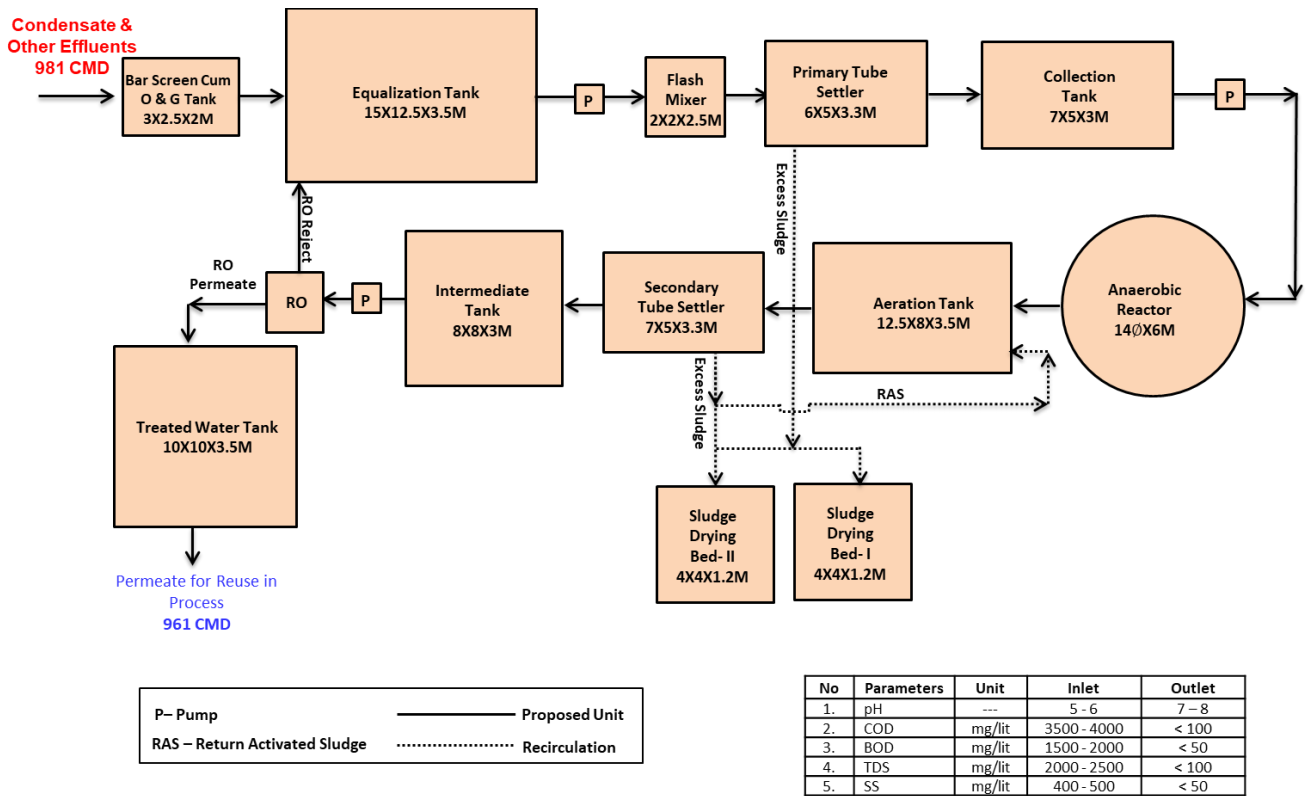 Condensate &
Other Effluents
981 CMD
Bar Screen Cum
O & G Tank
3X2.5X2M
Equalization Tank
15X12.5X3.5M
P
Flash
Mixer
2X2X2.5M
Primary Tube
Settler
6X5X3.3M
Collection
Tank
7X5X3M
P
Excess Sludge
RO Reject
RO
Permeate
RO
P
Intermediate
Tank
8X8X3M
Secondary
Tube Settler
7X5X3.3M
Aeration Tank
12.5X8X3.5M
Anaerobic
Reactor
14ØX6M
Excess Sludge
RAS
Treated Water Tank
10X10X3.5M
Sludge
Drying
Bed- II
4X4X1.2M
Sludge
Drying
Bed- I
4X4X1.2M
Permeate for Reuse in
Process
961 CMD
P– Pump
Proposed Unit
RAS – Return Activated Sludge
Recirculation
No Parameters Unit Inlet Outlet
1. pH --- 5 - 6 7 – 8
2. COD mg/lit 3500 - 4000 < 100
3. BOD mg/lit 1500 - 2000 < 50
4. TDS mg/lit 2000 - 2500 < 100
5. SS mg/lit 400 - 500 < 50